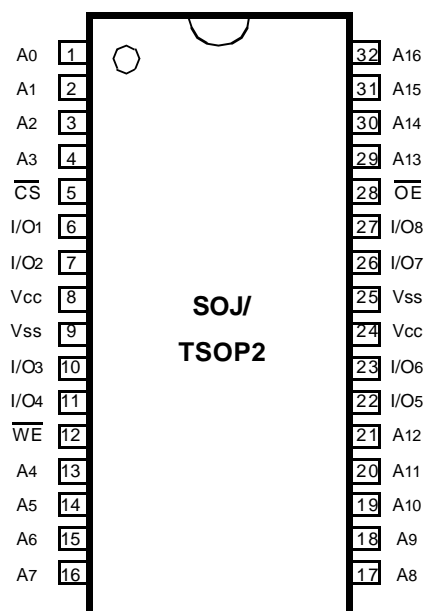 A0 1 32 A16
A1 2 31 A15
A2 3 30 A14
A3 4 29 A13
C̅S̅ 5 28 O̅E̅
I/O1 6 27 I/O8
I/O2 7 26 I/O7
Vcc 8 25 Vss
SOJ/
Vss 9 24 Vcc
TSOP2
I/O3 10 23 I/O6
I/O4 11 22 I/O5
W̅E̅ 12 21 A12
A4 13 20 A11
A5 14 19 A10
A6 15 18 A9
A7 16 17 A8